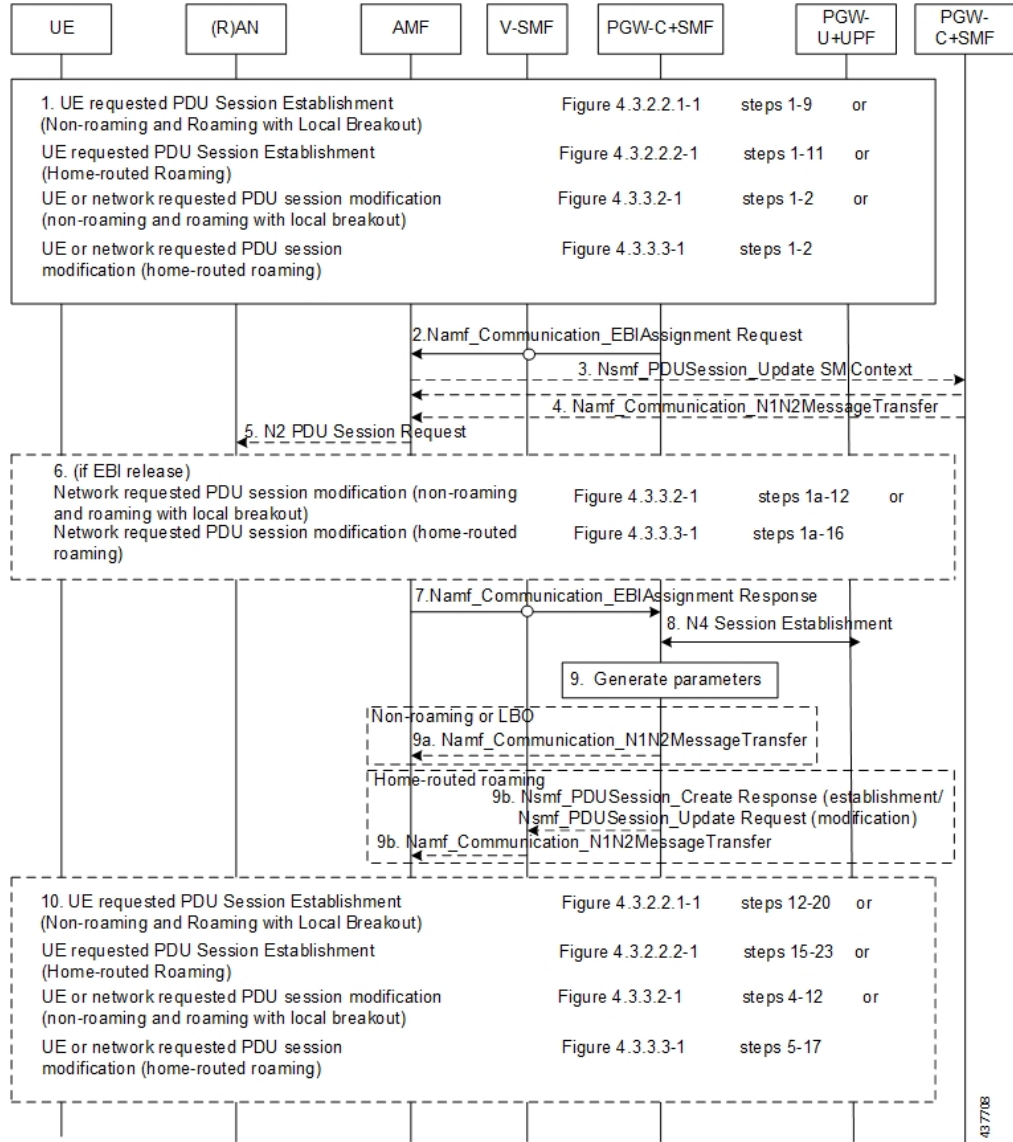 UE
(R)AN
AMF
V-SMF
PGW-C+SMF
PGW-
U+UPF
PGW-
C+SMF
1. UE requested PDU Session Establishment Figure 4.3.2.2.1-1 steps 1-9 or
(Non-roaming and Roaming with Local Breakout)
UE requested PDU Session Establishment Figure 4.3.2.2.2-1 steps 1-11 or
(Home-routed Roaming)
UE or network requested PDU session modification Figure 4.3.3.2-1 steps 1-2 or
(non-roaming and roaming with local breakout)
UE or network requested PDU session Figure 4.3.3.3-1 steps 1-2
modification (home-routed roaming)
2.Namf_Communication_EBIAssignment Request
3. Nsmf_PDUSession_Update SM Context
4. Namf_Communication_N1N2MessageTransfer
5. N2 PDU Session Request
6. (if EBI release)
Network requested PDU session modification (non-roaming Figure 4.3.3.2-1 steps 1a-12 or
and roaming with local breakout)
Network requested PDU session modification (home-routed Figure 4.3.3.3-1 steps 1a-16
roaming)
7.Namf_Communication_EBIAssignment Response
8. N4 Session Establishment
9. Generate parameters
Non-roaming or LBO
9a. Namf_Communication_N1N2MessageTransfer
Home-routed roaming
9b. Nsmf_PDUSession_Create Response (establishment/
Nsmf_PDUSession_Update Request (modification)
9b. Namf_Communication_N1N2MessageTransfer
10. UE requested PDU Session Establishment Figure 4.3.2.2.1-1 steps 12-20 or
(Non-roaming and Roaming with Local Breakout)
UE requested PDU Session Establishment Figure 4.3.2.2.2-1 steps 15-23 or
(Home-routed Roaming)
UE or network requested PDU session modification Figure 4.3.3.2-1 steps 4-12 or
(non-roaming and roaming with local breakout)
UE or network requested PDU session Figure 4.3.3.3-1 steps 5-17
modification (home-routed roaming)
437708